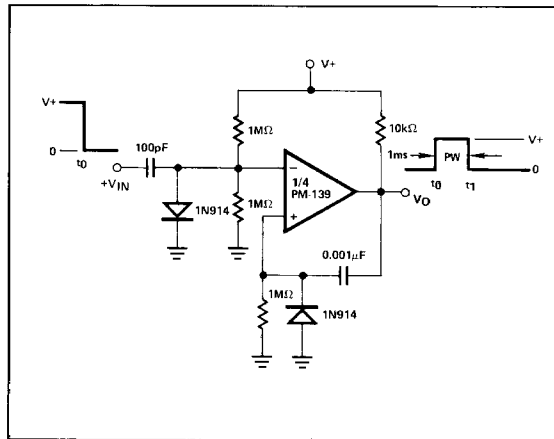 V+
V+
0
t0
+VIN
100pF
1MΩ
10kΩ
1MΩ
1N914
−
+
1/4
PM-139
VO
1ms
PW
V+
0
t0
t1
0.001μF
1MΩ
1N914